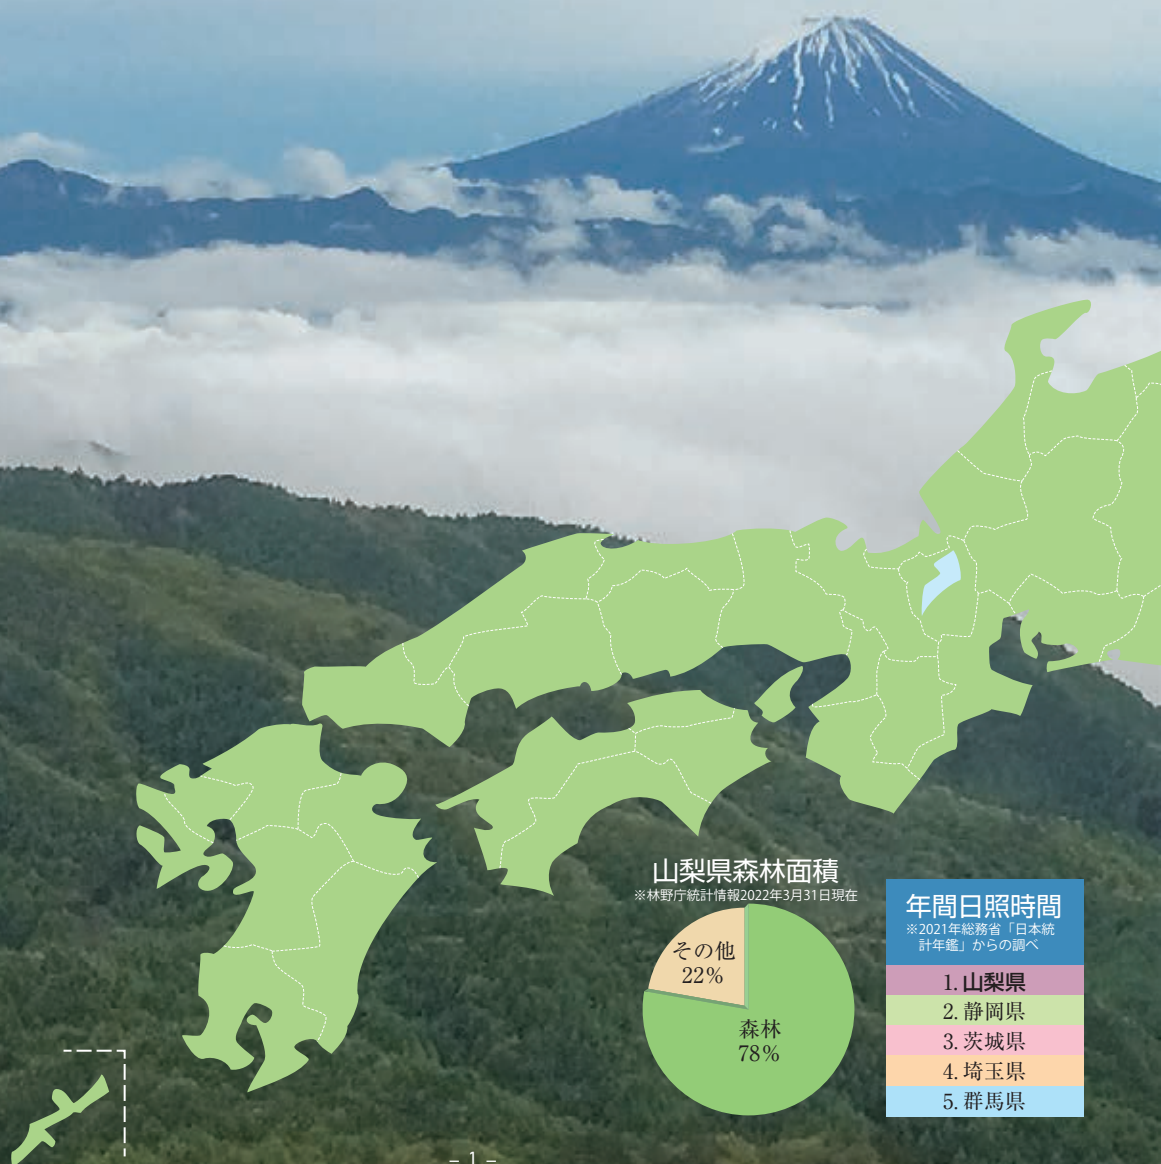 山梨県森林面積
※林野庁統計情報2022年3月31日現在
その他
22%
森林
78%
年間日照時間
※2021年総務省「日本統
計年鑑」からの調べ
1. 山梨県
2. 静岡県
3. 茨城県
4. 埼玉県
5. 群馬県
– 1 –